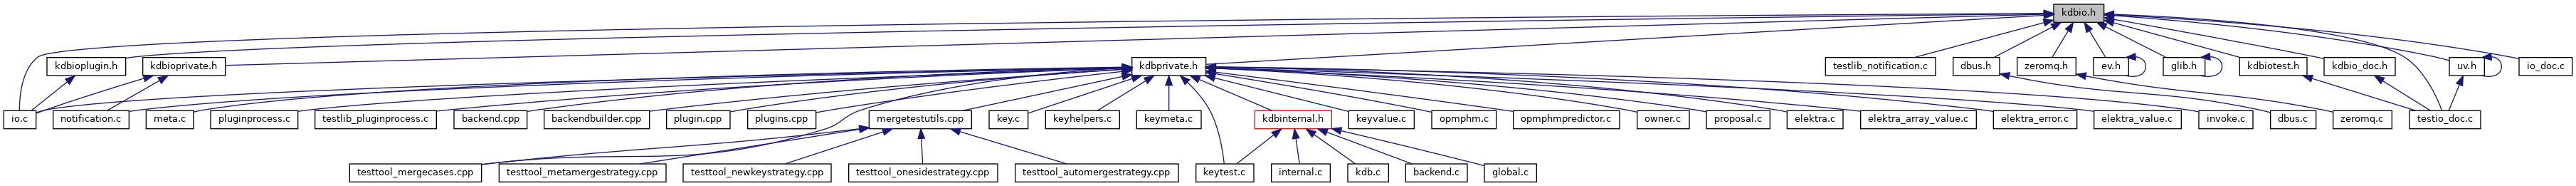 kdbio.h
kdbioplugin.h
kdbioprivate.h
kdbprivate.h
testlib_notification.c
dbus.h
zeromq.h
ev.h
glib.h
kdbiotest.h
kdbio_doc.h
uv.h
io_doc.c
io.c
notification.c
meta.c
pluginprocess.c
testlib_pluginprocess.c
backend.cpp
backendbuilder.cpp
plugin.cpp
plugins.cpp
mergetestutils.cpp
key.c
keyhelpers.c
keymeta.c
kdbinternal.h
keyvalue.c
opmphm.c
opmphmpredictor.c
owner.c
proposal.c
elektra.c
elektra_array_value.c
elektra_error.c
elektra_value.c
invoke.c
dbus.c
zeromq.c
testio_doc.c
testtool_mergecases.cpp
testtool_metamergestrategy.cpp
testtool_newkeystrategy.cpp
testtool_onesidestrategy.cpp
testtool_automergestrategy.cpp
keytest.c
internal.c
kdb.c
backend.c
global.c